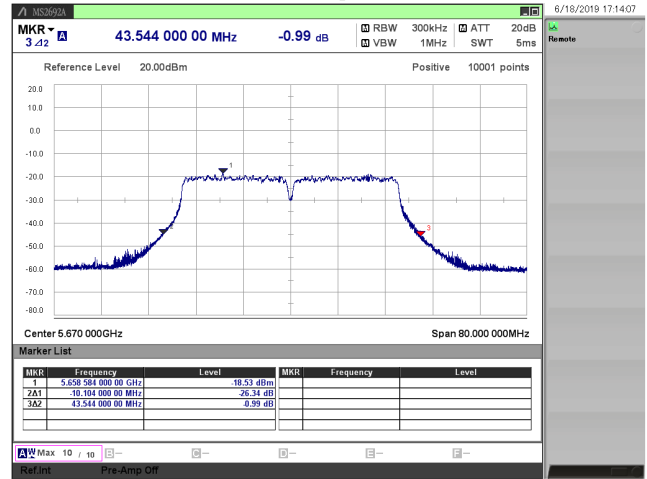 MS2692A
6/18/2019 17:14:07
MKR 3 Δ2 A 43.544 000 00 MHz -0.99 dB
M RBW 300kHz M ATT 20dB
M VBW 1MHz SWT 5ms
Remote
Reference Level 20.00dBm Positive 10001 points
20.0
10.0
0.0
-10.0
1
-20.0
-30.0
-40.0
2 3
-50.0
-60.0
-70.0
-80.0
Center 5.670 000GHz Span 80.000 000MHz
Marker List
MKR Frequency Level MKR Frequency Level
1 5.658 584 000 00 GHz -18.53 dBm
2Δ1 -10.104 000 00 MHz -26.34 dB
3Δ2 43.544 000 00 MHz -0.99 dB
A W Max 10 / 10 B-- C-- D-- E-- F--
Ref.Int Pre-Amp Off